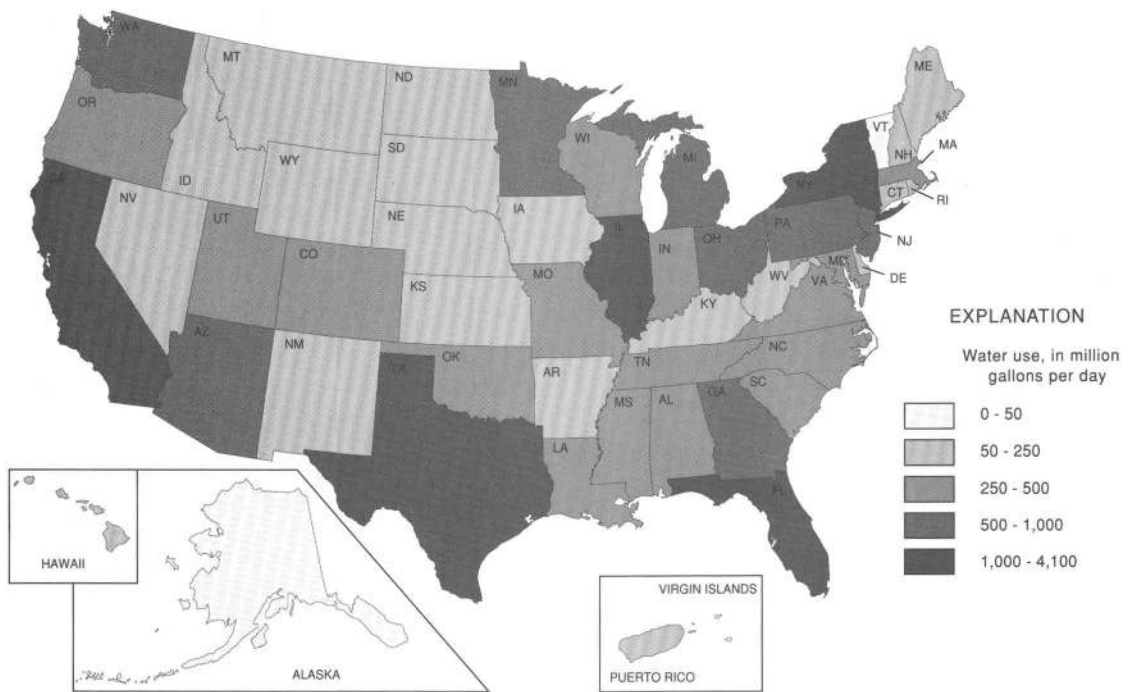 WA
MT
ND
MN
ME
OR
VT
WI
MA
SD
NH
ID
WY
MI
NY
CT
RI
CA
NV
IA
NE
PA
UT
IL
OH
NJ
IN
CO
MO
MD
WV
DE
VA
KS
KY
EXPLANATION
AZ
NC
NM
OK
TN
Water use, in million
gallons per day
TX
AR
SC
MS
AL
GA
0 - 50
LA
50 - 250
FL
250 - 500
500 - 1,000
HAWAII
1,000 - 4,100
VIRGIN ISLANDS
ALASKA
PUERTO RICO